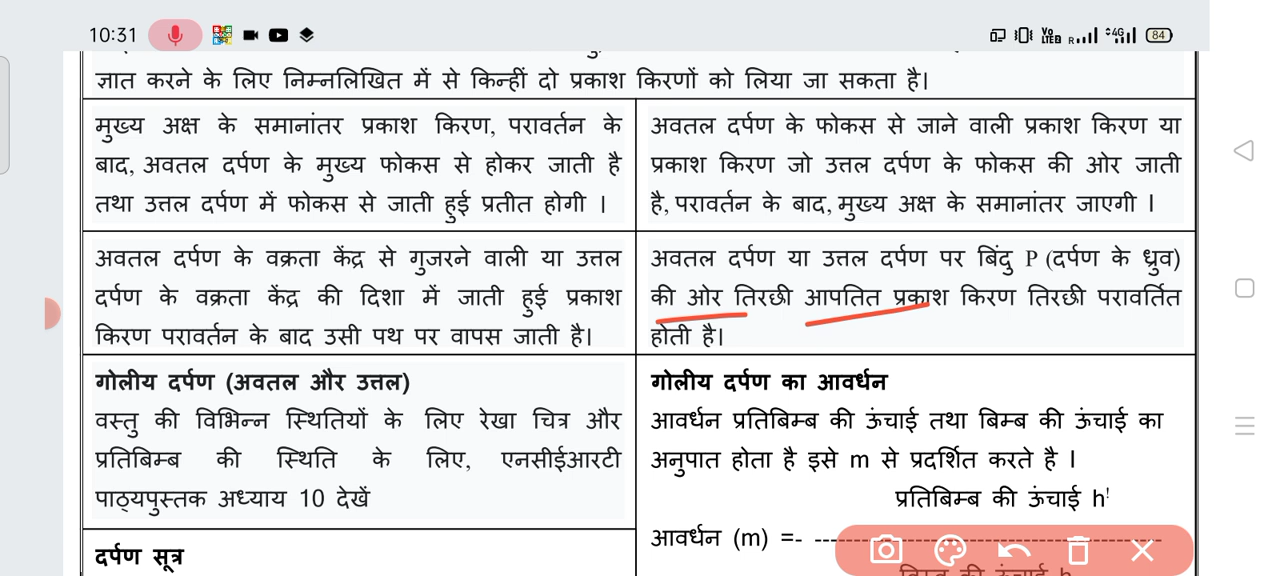 10:31
Vo LTE2 R 4G 84
ज्ञात करने के लिए निम्नलिखित में से किन्हीं दो प्रकाश किरणों को लिया जा सकता है।
मुख्य अक्ष के समानांतर प्रकाश किरण, परावर्तन के
बाद, अवतल दर्पण के मुख्य फोकस से होकर जाती है
तथा उत्तल दर्पण में फोकस से जाती हुई प्रतीत होगी ।
अवतल दर्पण के फोकस से जाने वाली प्रकाश किरण या
प्रकाश किरण जो उत्तल दर्पण के फोकस की ओर जाती
है, परावर्तन के बाद, मुख्य अक्ष के समानांतर जाएगी ।
अवतल दर्पण के वक्रता केंद्र से गुजरने वाली या उत्तल
दर्पण के वक्रता केंद्र की दिशा में जाती हुई प्रकाश
किरण परावर्तन के बाद उसी पथ पर वापस जाती है।
अवतल दर्पण या उत्तल दर्पण पर बिंदु P (दर्पण के ध्रुव)
की ओर तिरछी आपतित प्रकाश किरण तिरछी परावर्तित
होती है।
गोलीय दर्पण (अवतल और उत्तल)
वस्तु की विभिन्न स्थितियों के लिए रेखा चित्र और
प्रतिबिम्ब की स्थिति के लिए, एनसीईआरटी
पाठ्यपुस्तक अध्याय 10 देखें
गोलीय दर्पण का आवर्धन
आवर्धन प्रतिबिम्ब की ऊंचाई तथा बिम्ब की ऊंचाई का
अनुपात होता है इसे m से प्रदर्शित करते है ।
प्रतिबिम्ब की ऊंचाई h'
आवर्धन (m) =- ---------------------------
दर्पण सूत्र